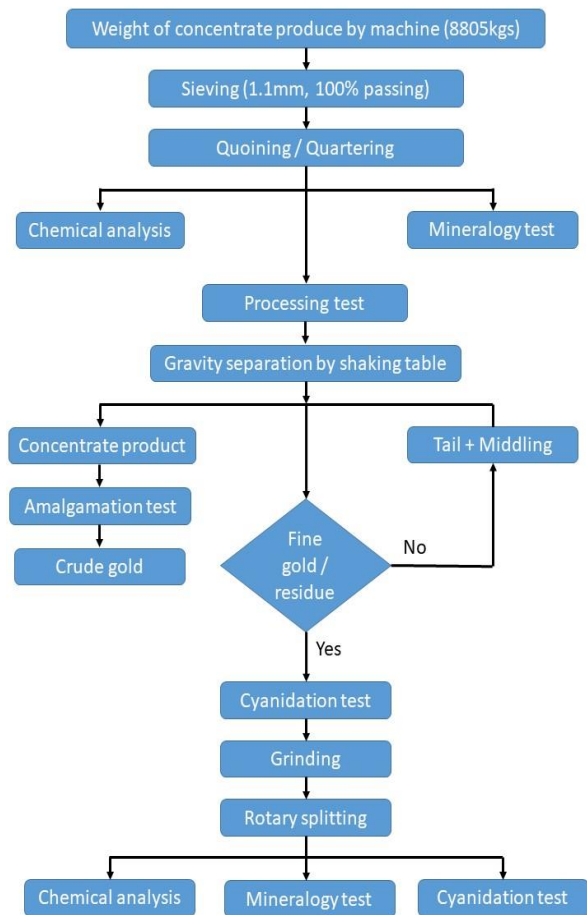 Weight of concentrate produce by machine (8805kgs)
Sieving (1.1mm, 100% passing)
Quoining / Quartering
Chemical analysis
Mineralogy test
Processing test
Gravity separation by shaking table
Concentrate product
Tail + Middling
Amalgamation test
Crude gold
Fine
gold /
residue
No
Yes
Cyanidation test
Grinding
Rotary splitting
Chemical analysis
Mineralogy test
Cyanidation test